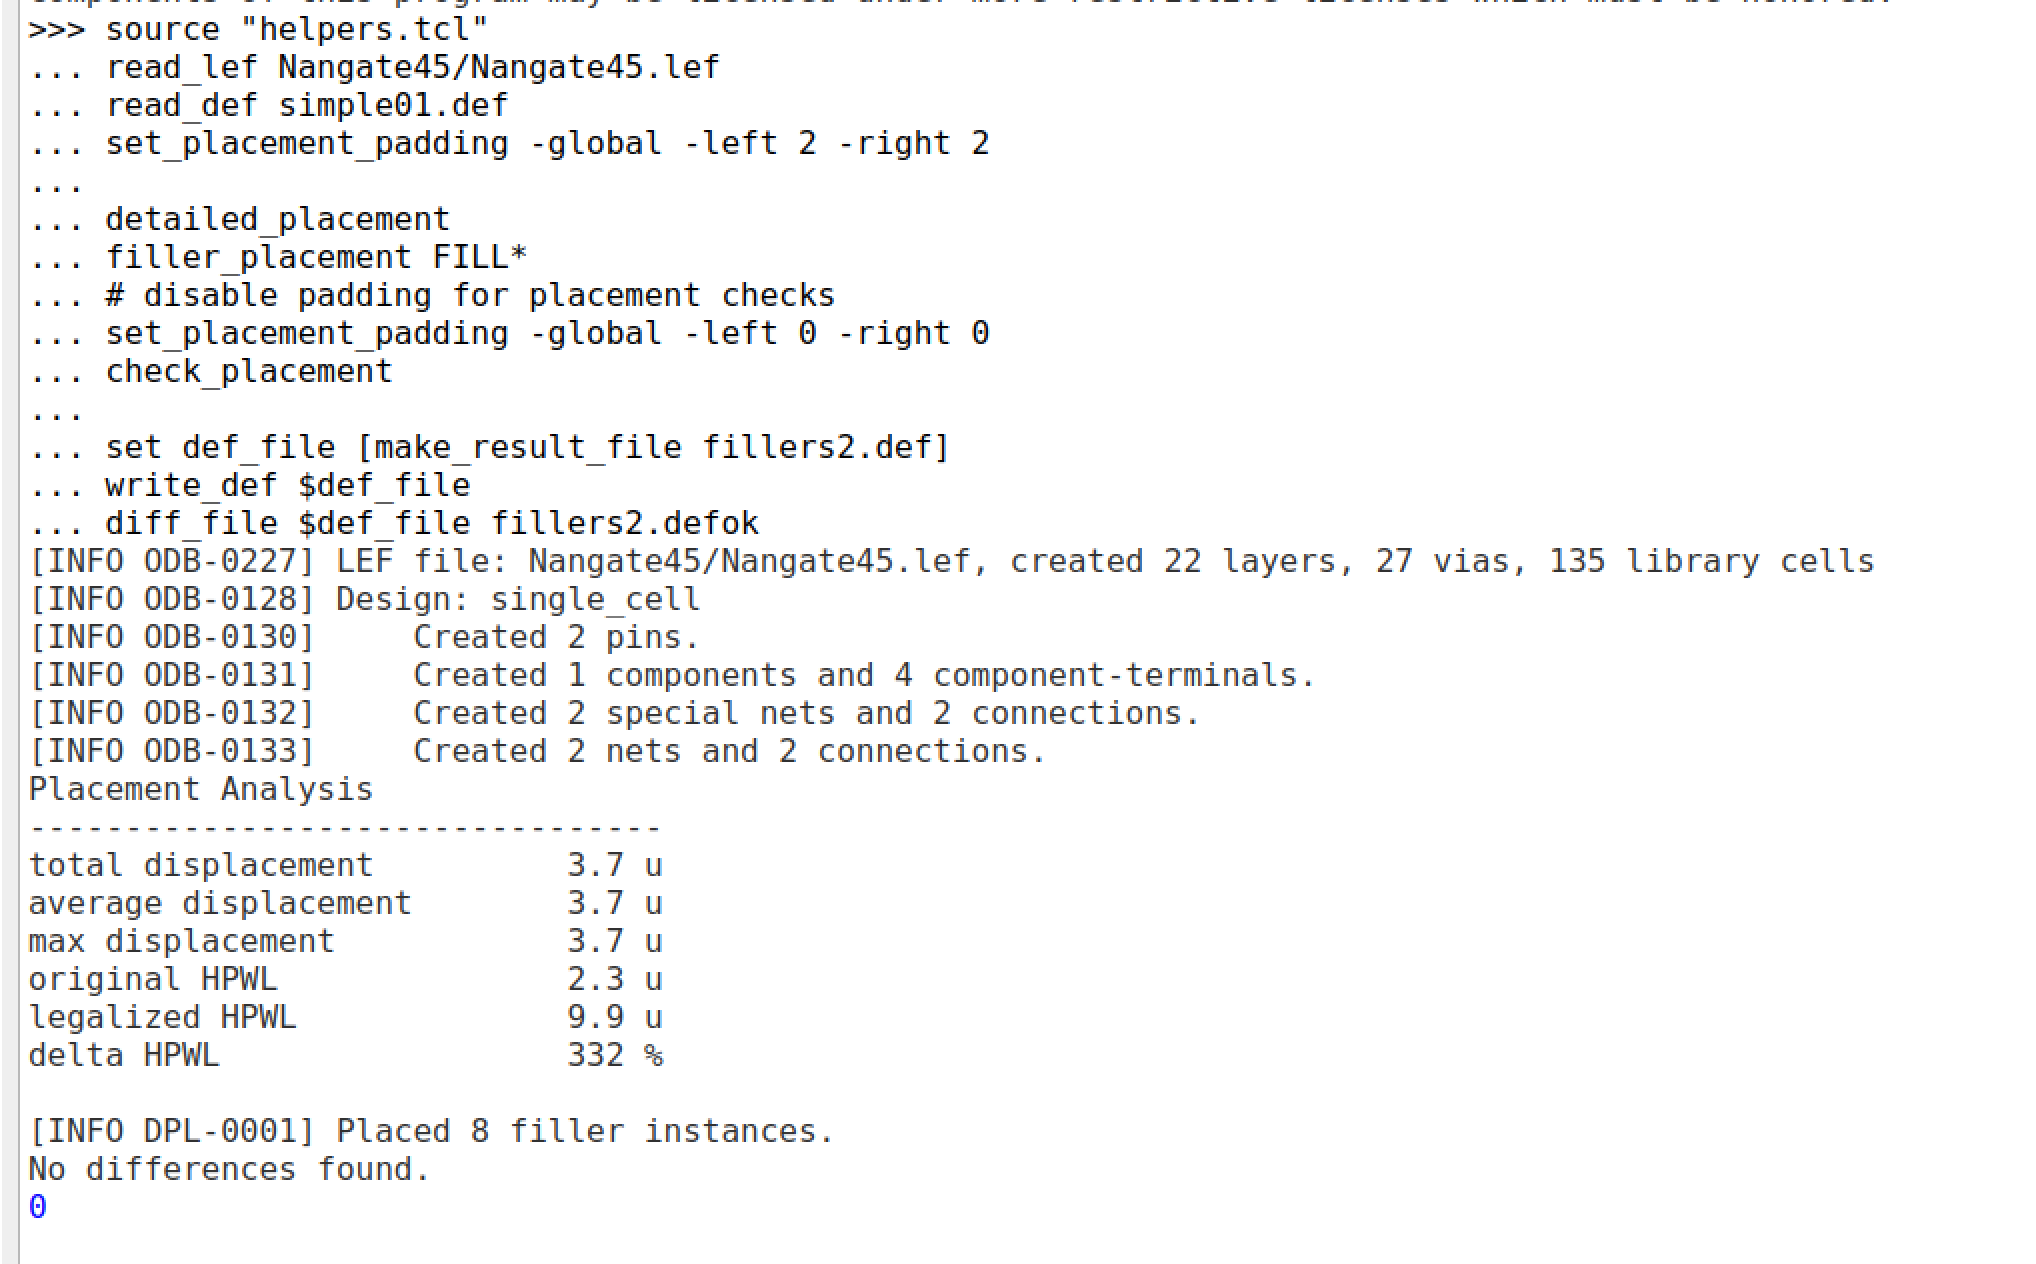 >>> source "helpers.tcl"
... read_lef Nangate45/Nangate45.lef
... read_def simple01.def
... set_placement_padding -global -left 2 -right 2
...
... detailed_placement
... filler_placement FILL*
... # disable padding for placement checks
... set_placement_padding -global -left 0 -right 0
... check_placement
...
... set def_file [make_result_file fillers2.def]
... write_def $def_file
... diff_file $def_file fillers2.defok
[INFO ODB-0227] LEF file: Nangate45/Nangate45.lef, created 22 layers, 27 vias, 135 library cells
[INFO ODB-0128] Design: single_cell
[INFO ODB-0130]     Created 2 pins.
[INFO ODB-0131]     Created 1 components and 4 component-terminals.
[INFO ODB-0132]     Created 2 special nets and 2 connections.
[INFO ODB-0133]     Created 2 nets and 2 connections.
Placement Analysis
---------------------------------
total displacement          3.7 u
average displacement        3.7 u
max displacement            3.7 u
original HPWL               2.3 u
legalized HPWL              9.9 u
delta HPWL                  332 %

[INFO DPL-0001] Placed 8 filler instances.
No differences found.
0